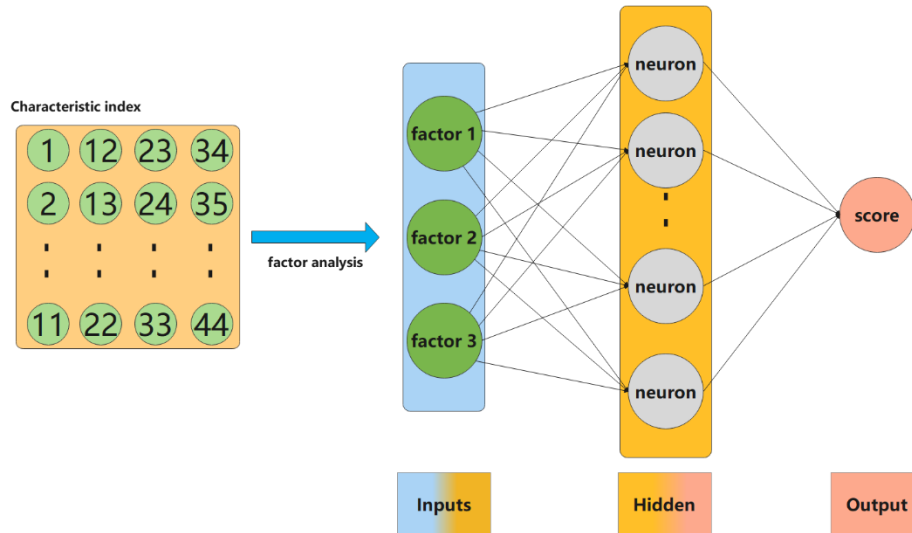 Characteristic index
1 12 23 34
2 13 24 35
11 22 33 44
factor analysis
factor 1
factor 2
factor 3
neuron
neuron
neuron
neuron
score
Inputs
Hidden
Output